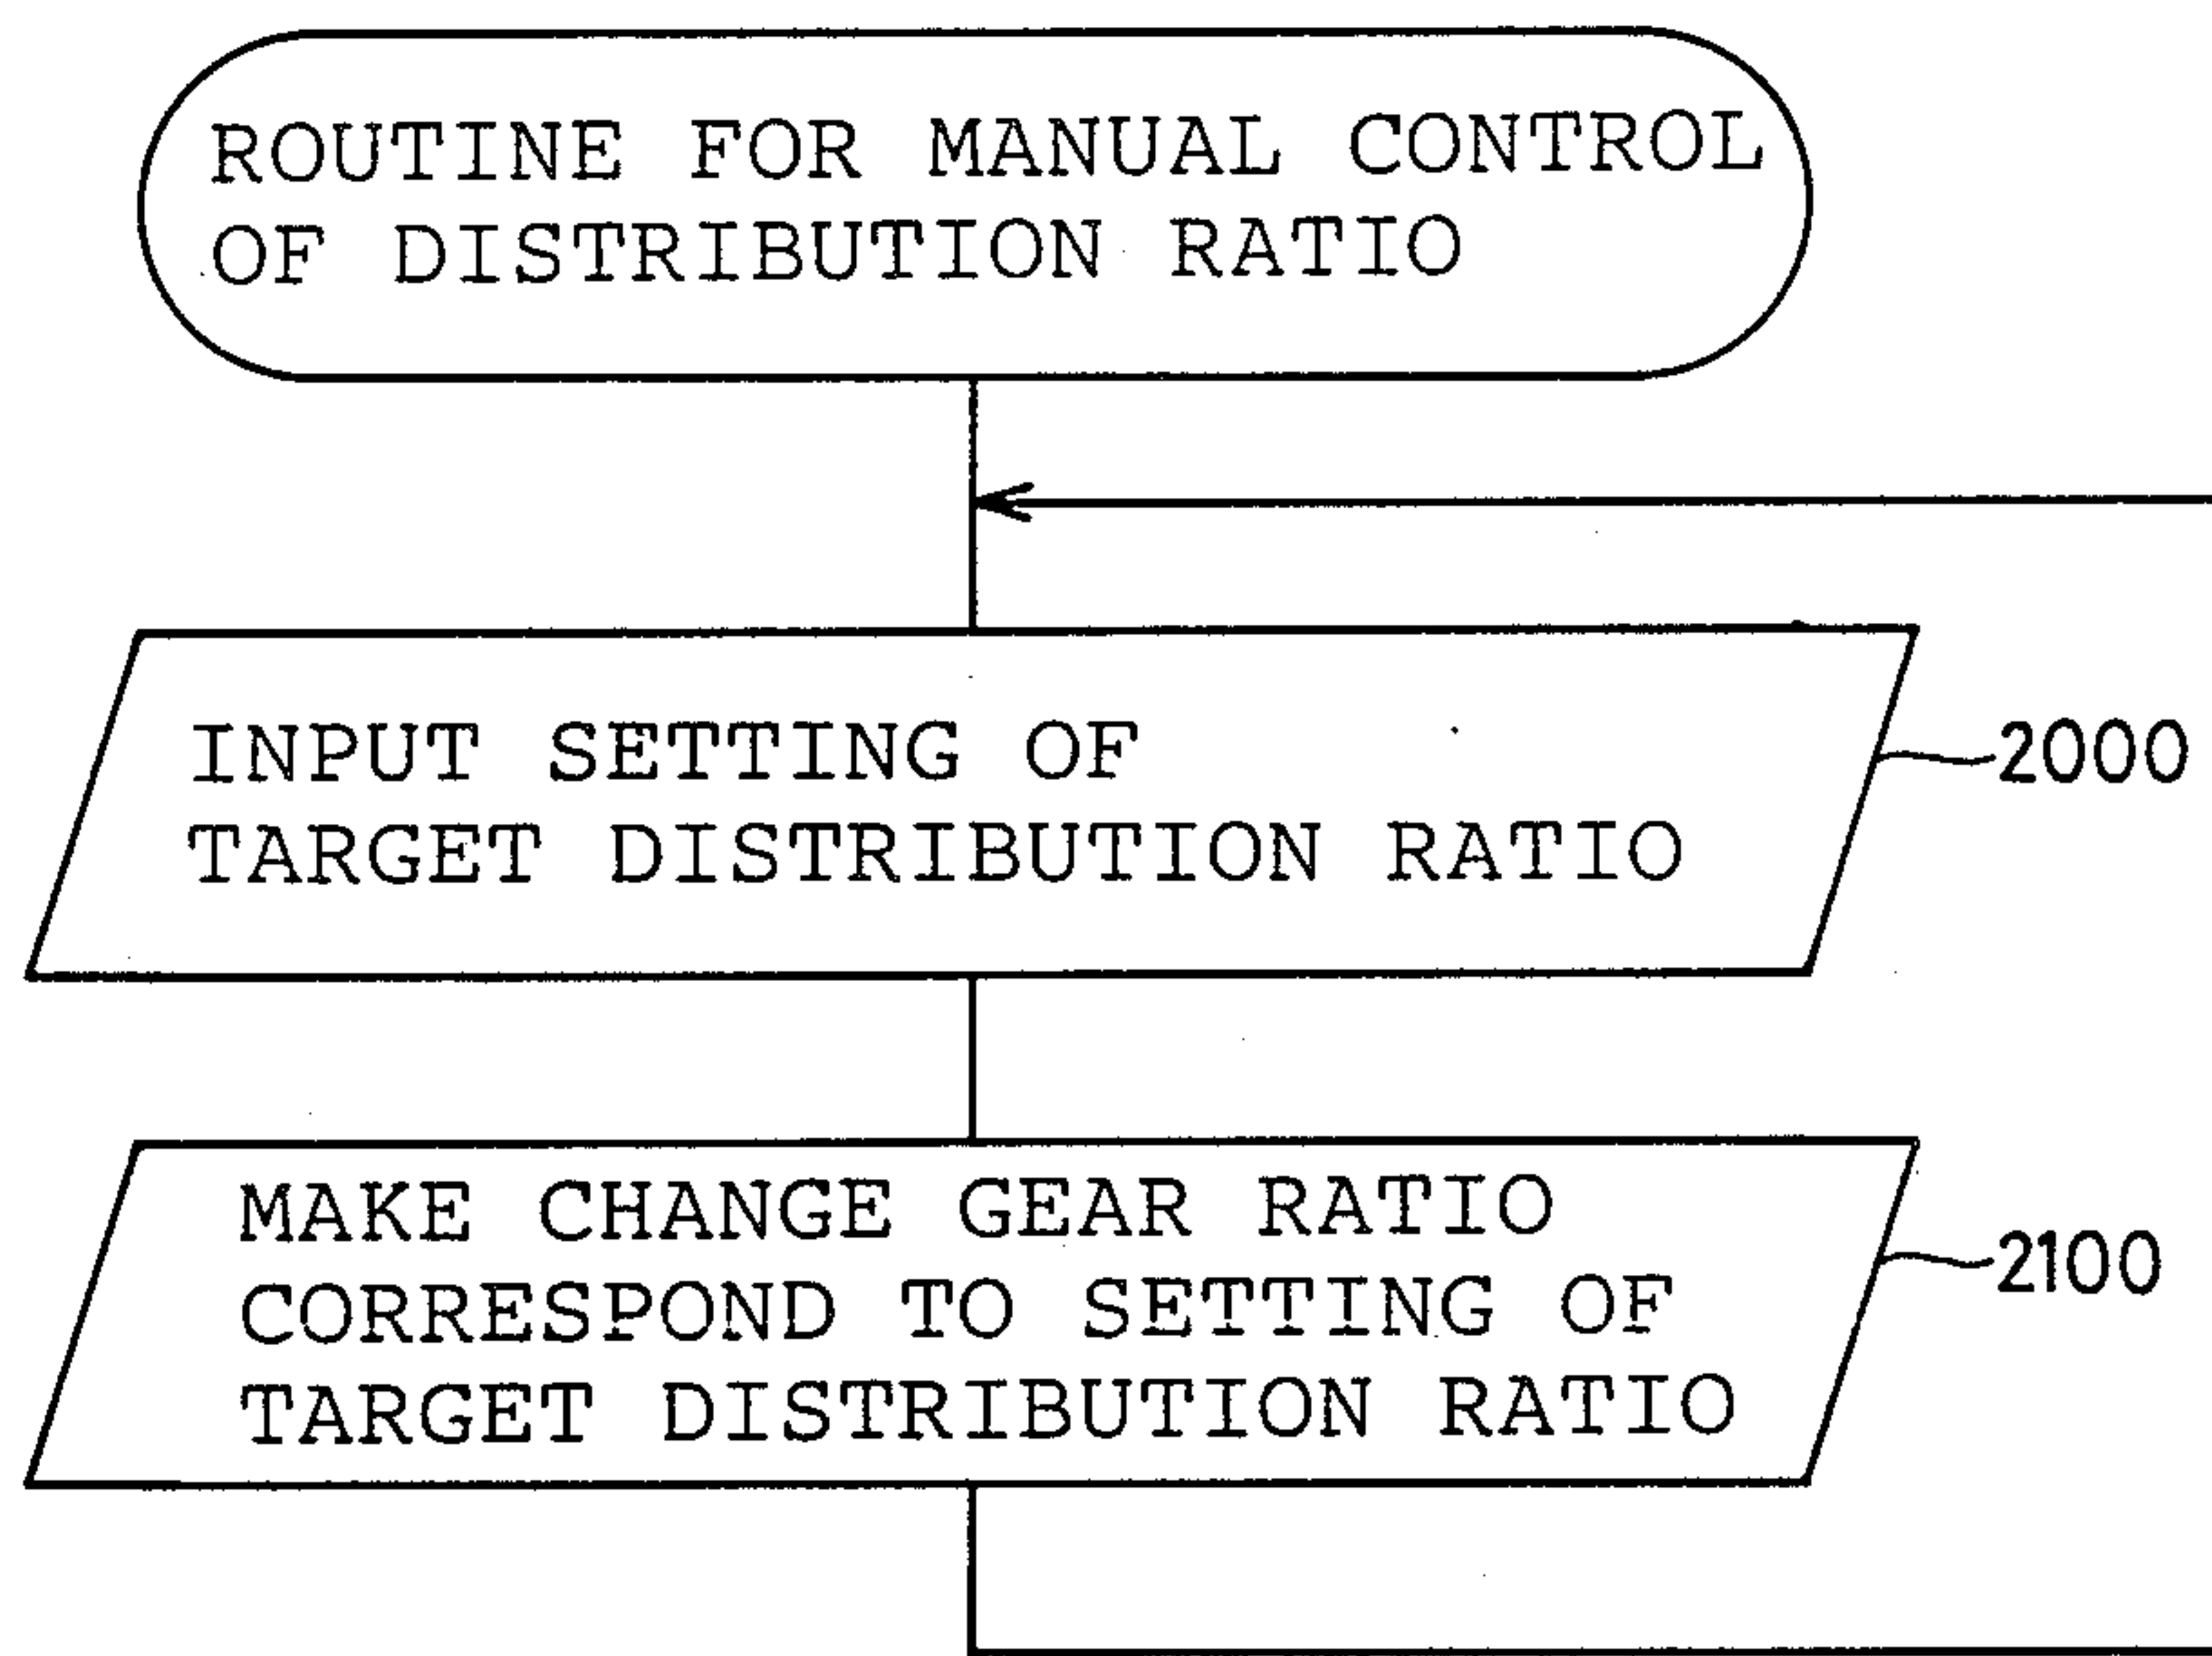 ROUTINE FOR MANUAL CONTROL
OF DISTRIBUTION RATIO
INPUT SETTING OF
TARGET DISTRIBUTION RATIO
2000
MAKE CHANGE GEAR RATIO
CORRESPOND TO SETTING OF
TARGET DISTRIBUTION RATIO
2100